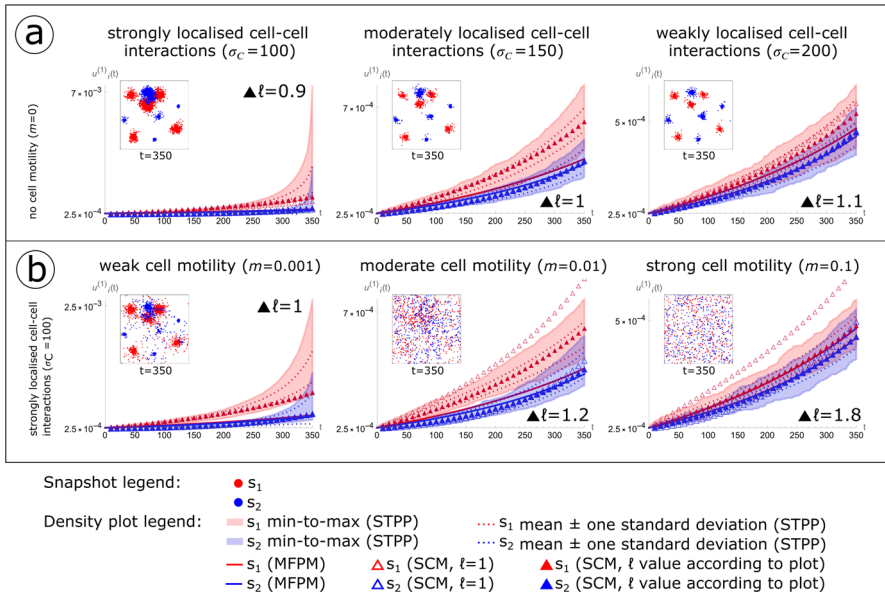 a
strongly localised cell-cell
interactions (σC=100)
moderately localised cell-cell
interactions (σC=150)
weakly localised cell-cell
interactions (σC=200)
no cell motility (m=0)
u⁽¹⁾ᵢ(t)
7 × 10⁻³
2.5 × 10⁻⁴
t=350
▲ℓ=0.9
0 50 100 150 200 250 300 350 t
u⁽¹⁾ᵢ(t)
7 × 10⁻⁴
2.5 × 10⁻⁴
t=350
▲ℓ=1
0 50 100 150 200 250 300 350 t
u⁽¹⁾ᵢ(t)
5 × 10⁻⁴
2.5 × 10⁻⁴
t=350
▲ℓ=1.1
0 50 100 150 200 250 300 350 t
b
weak cell motility (m=0.001)
moderate cell motility (m=0.01)
strong cell motility (m=0.1)
strongly localised cell-cell
interactions (σC=100)
u⁽¹⁾ᵢ(t)
2.5 × 10⁻³
2.5 × 10⁻⁴
t=350
▲ℓ=1
0 50 100 150 200 250 300 350 t
u⁽¹⁾ᵢ(t)
7 × 10⁻⁴
2.5 × 10⁻⁴
t=350
▲ℓ=1.2
0 50 100 150 200 250 300 350 t
u⁽¹⁾ᵢ(t)
5 × 10⁻⁴
2.5 × 10⁻⁴
t=350
▲ℓ=1.8
0 50 100 150 200 250 300 350 t
Snapshot legend:
s₁
s₂
Density plot legend:
s₁ min-to-max (STPP)
s₂ min-to-max (STPP)
s₁ mean ± one standard deviation (STPP)
s₂ mean ± one standard deviation (STPP)
s₁ (MFPM)
s₂ (MFPM)
s₁ (SCM, ℓ=1)
s₂ (SCM, ℓ=1)
s₁ (SCM, ℓ value according to plot)
s₂ (SCM, ℓ value according to plot)